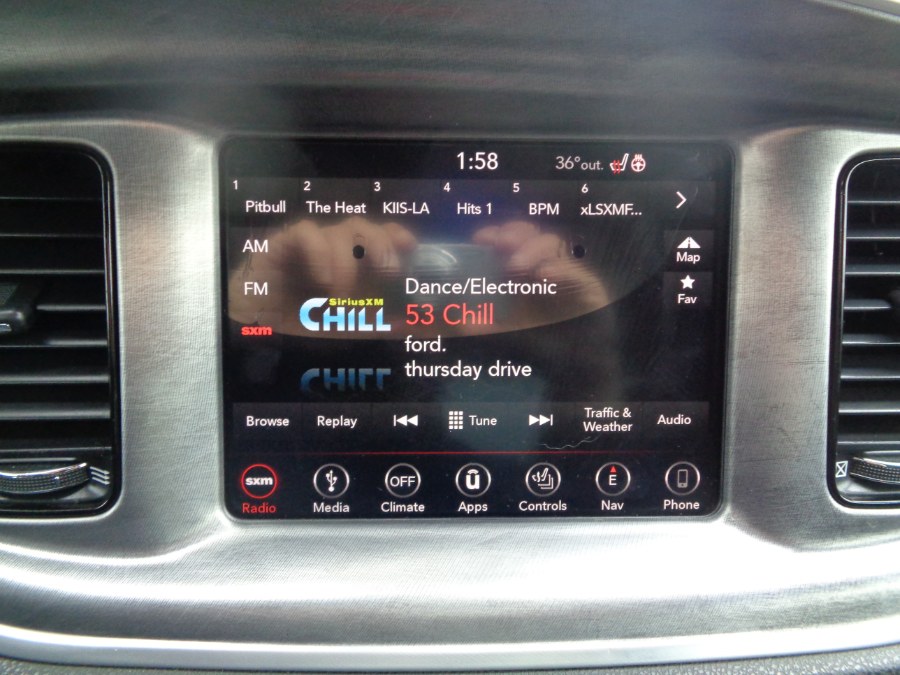 1:58 36°out.
1 2 3 4 5 6
Pitbull The Heat KIIS-LA Hits 1 BPM xLSXMF...
AM
Map
FM
Fav
SiriusXM
CHILL
sxm
Dance/Electronic
53 Chill
ford.
thursday drive
Browse Replay Tune Traffic & Weather Audio
sxm OFF E
Radio Media Climate Apps Controls Nav Phone